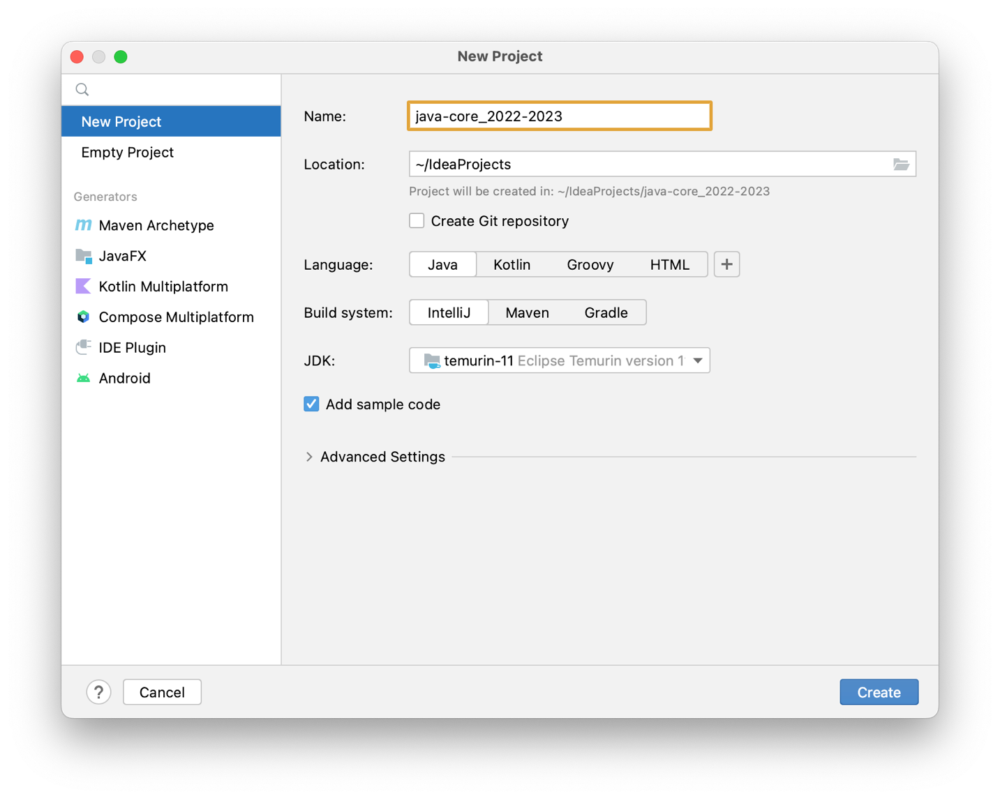 New Project
New Project
Empty Project
Generators
Maven Archetype
JavaFX
Kotlin Multiplatform
Compose Multiplatform
IDE Plugin
Android
Name: java-core_2022-2023
Location: ~/IdeaProjects
Project will be created in: ~/IdeaProjects/java-core_2022-2023
Create Git repository
Language: Java Kotlin Groovy HTML +
Build system: IntelliJ Maven Gradle
JDK: temurin-11 Eclipse Temurin version
Add sample code
Advanced Settings
? Cancel Create